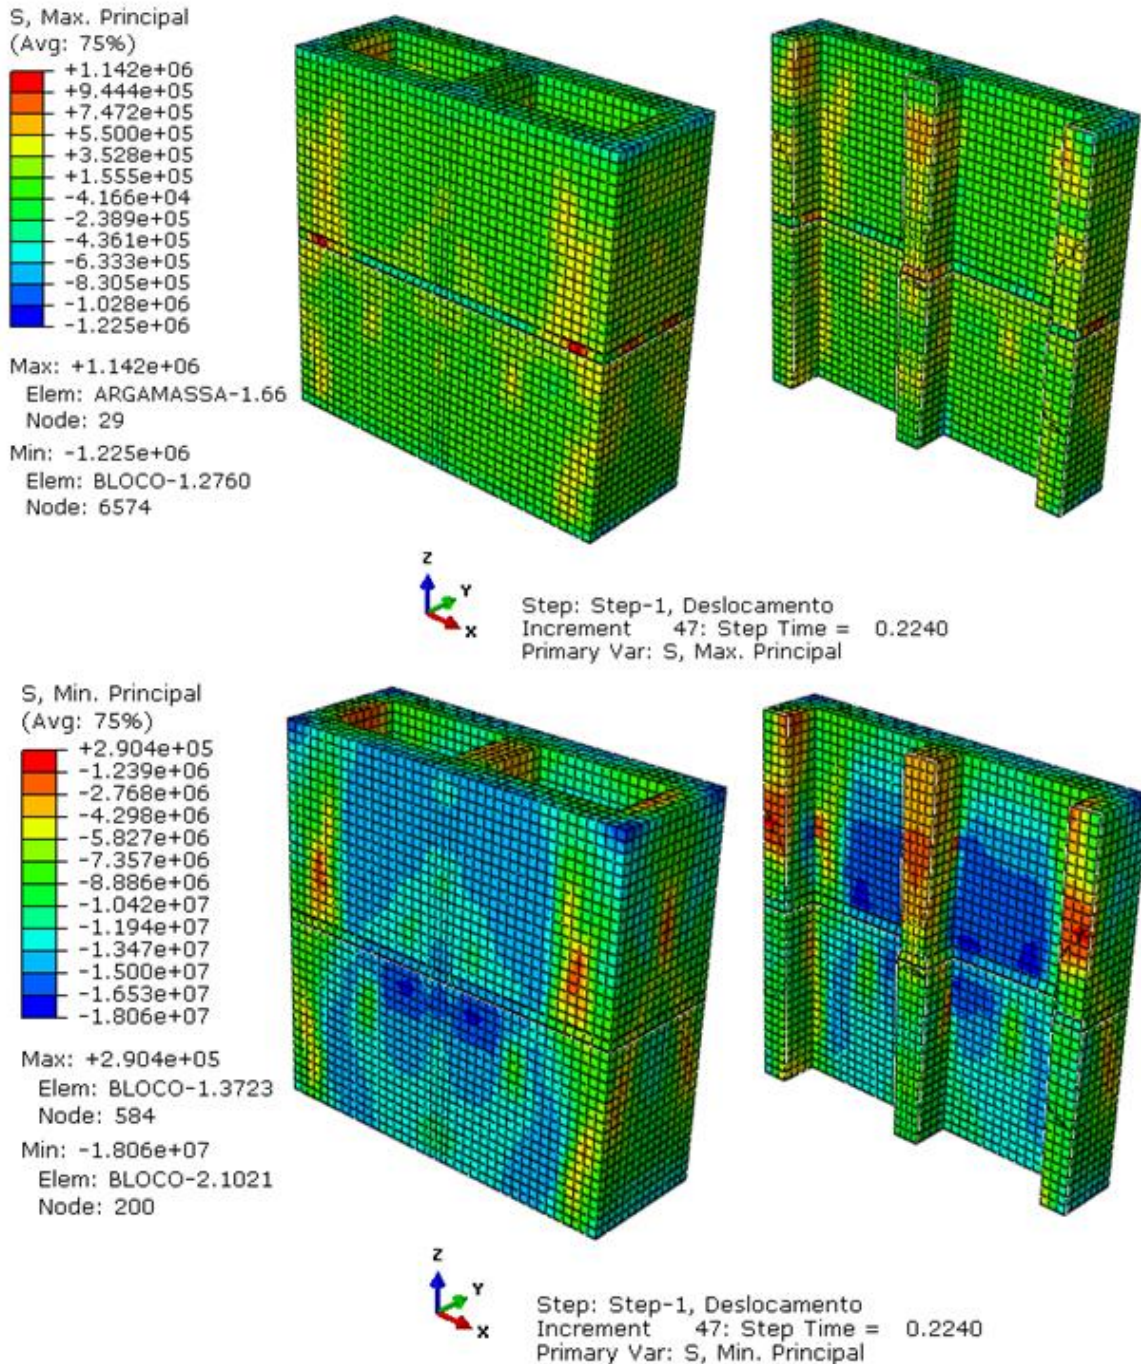 S, Max. Principal
(Avg: 75%)
+1.142e+06
+9.444e+05
+7.472e+05
+5.500e+05
+3.528e+05
+1.555e+05
-4.166e+04
-2.389e+05
-4.361e+05
-6.333e+05
-8.305e+05
-1.028e+06
-1.225e+06
Max: +1.142e+06
Elem: ARGAMASSA-1.66
Node: 29
Min: -1.225e+06
Elem: BLOCO-1.2760
Node: 6574
Z
Y
X
Step: Step-1, Deslocamento
Increment 47: Step Time = 0.2240
Primary Var: S, Max. Principal
S, Min. Principal
(Avg: 75%)
+2.904e+05
-1.239e+06
-2.768e+06
-4.298e+06
-5.827e+06
-7.357e+06
-8.886e+06
-1.042e+07
-1.194e+07
-1.347e+07
-1.500e+07
-1.653e+07
-1.806e+07
Max: +2.904e+05
Elem: BLOCO-1.3723
Node: 584
Min: -1.806e+07
Elem: BLOCO-2.1021
Node: 200
Z
Y
X
Step: Step-1, Deslocamento
Increment 47: Step Time = 0.2240
Primary Var: S, Min. Principal